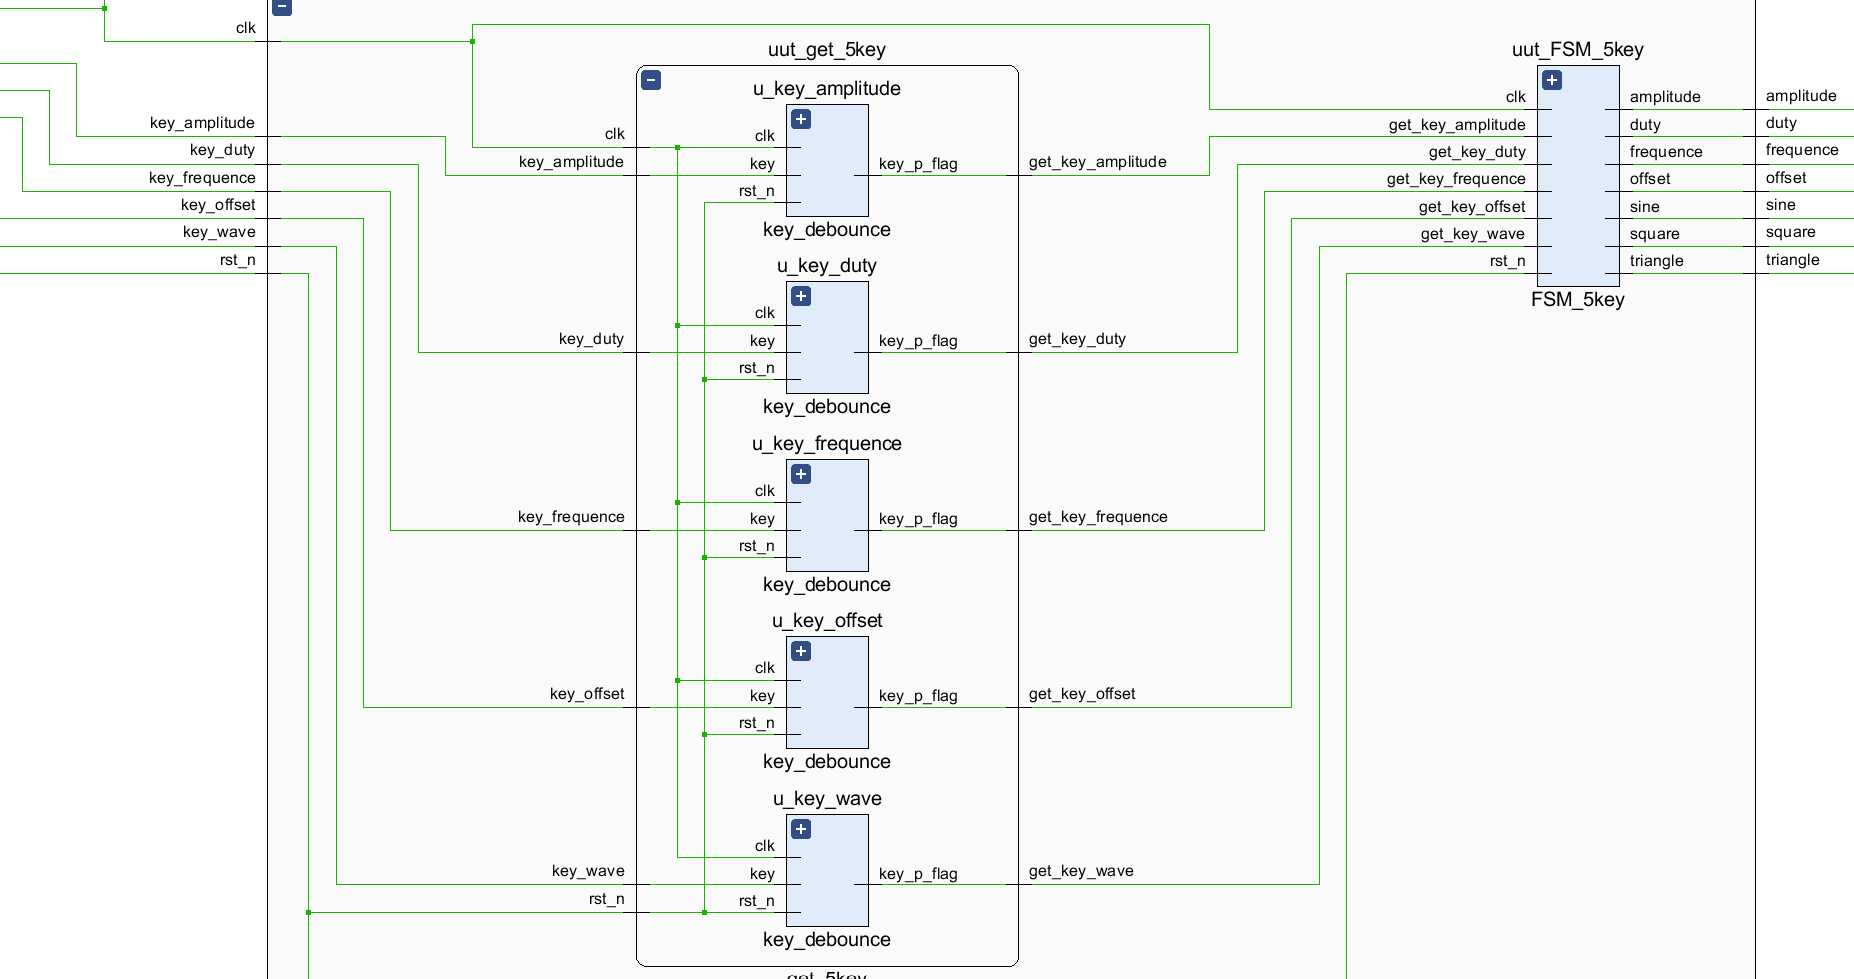 clk
key_amplitude
key_duty
key_frequence
key_offset
key_wave
rst_n
uut_get_5key
clk
key_amplitude
key_duty
key_frequence
key_offset
key_wave
rst_n
u_key_amplitude
clk
key
rst_n
key_p_flag
key_debounce
u_key_duty
clk
key
rst_n
key_p_flag
key_debounce
u_key_frequence
clk
key
rst_n
key_p_flag
key_debounce
u_key_offset
clk
key
rst_n
key_p_flag
key_debounce
u_key_wave
clk
key
rst_n
key_p_flag
key_debounce
get_5key
get_key_amplitude
get_key_duty
get_key_frequence
get_key_offset
get_key_wave
uut_FSM_5key
clk
get_key_amplitude
get_key_duty
get_key_frequence
get_key_offset
get_key_wave
rst_n
amplitude
duty
frequence
offset
sine
square
triangle
FSM_5key
amplitude
duty
frequence
offset
sine
square
triangle